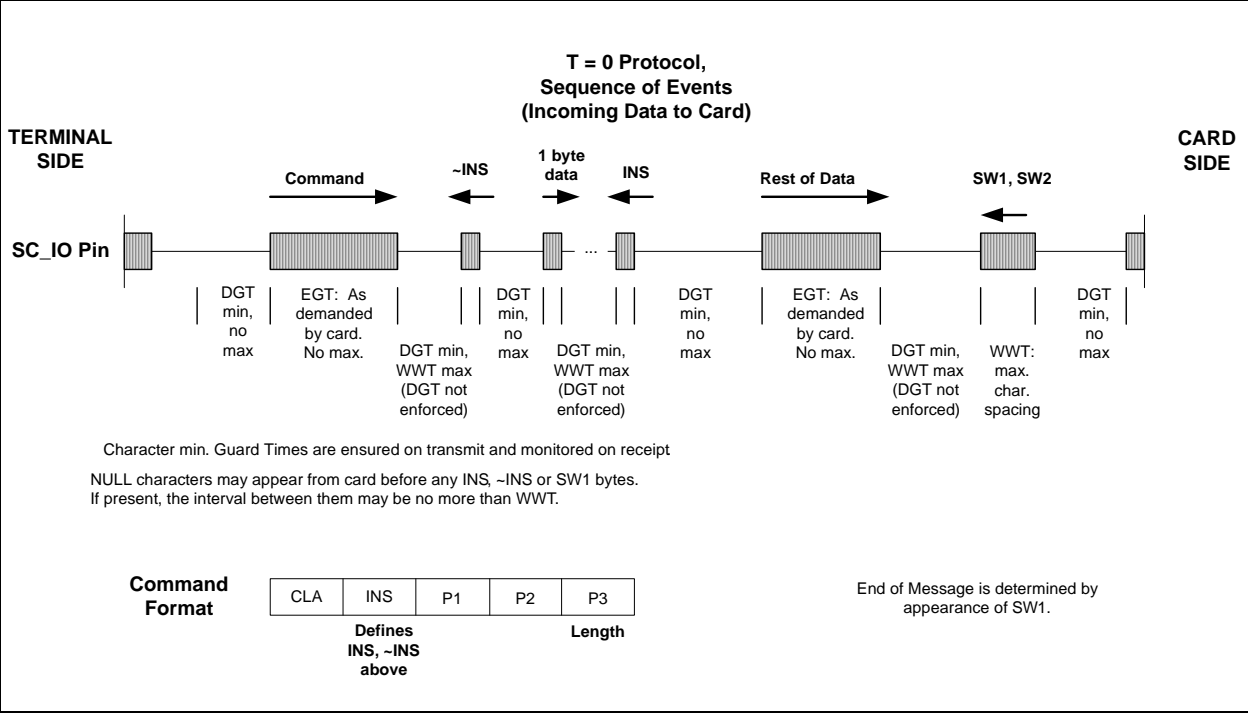 T = 0 Protocol,
Sequence of Events
(Incoming Data to Card)
TERMINAL
SIDE
CARD
SIDE
Command
~INS
1 byte
data
INS
Rest of Data
SW1, SW2
SC_IO Pin
...
DGT
min,
no
max
EGT: As
demanded
by card.
No max.
DGT min,
WWT max
(DGT not
enforced)
DGT
min,
no
max
DGT min,
WWT max
(DGT not
enforced)
DGT
min,
no
max
EGT: As
demanded
by card.
No max.
DGT min,
WWT max
(DGT not
enforced)
WWT:
max.
char.
spacing
DGT
min,
no
max
Character min. Guard Times are ensured on transmit and monitored on receipt
NULL characters may appear from card before any INS, ~INS or SW1 bytes.
If present, the interval between them may be no more than WWT.
Command
Format
CLA
INS
P1
P2
P3
Defines
INS, ~INS
above
Length
End of Message is determined by
appearance of SW1.